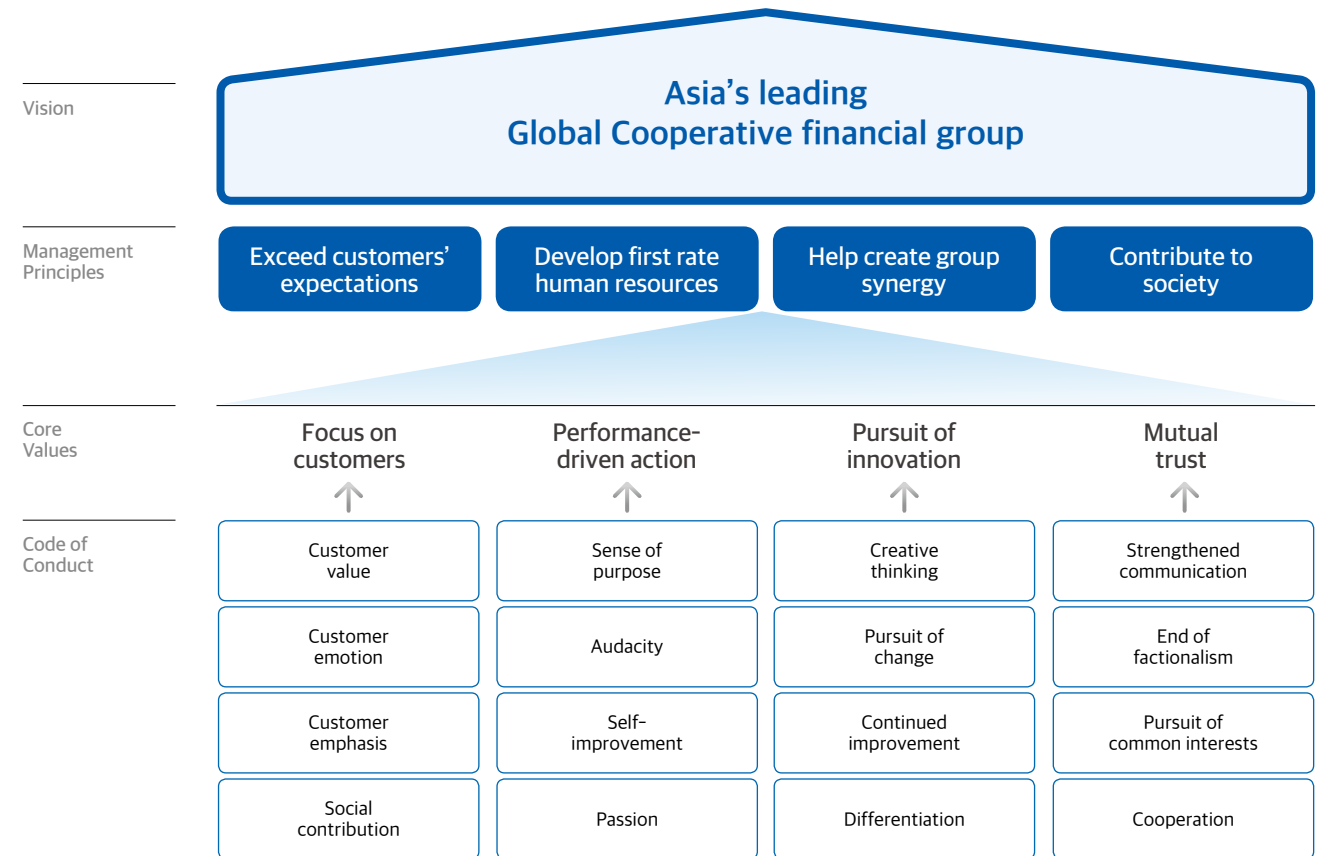 Vision
Asia's leading
Global Cooperative financial group
Management
Principles
Exceed customers'
expectations
Develop first rate
human resources
Help create group
synergy
Contribute to
society
Core
Values
Focus on
customers
Performance-
driven action
Pursuit of
innovation
Mutual
trust
Code of
Conduct
Customer
value
Sense of
purpose
Creative
thinking
Strengthened
communication
Customer
emotion
Audacity
Pursuit of
change
End of
factionalism
Customer
emphasis
Self-
improvement
Continued
improvement
Pursuit of
common interests
Social
contribution
Passion
Differentiation
Cooperation